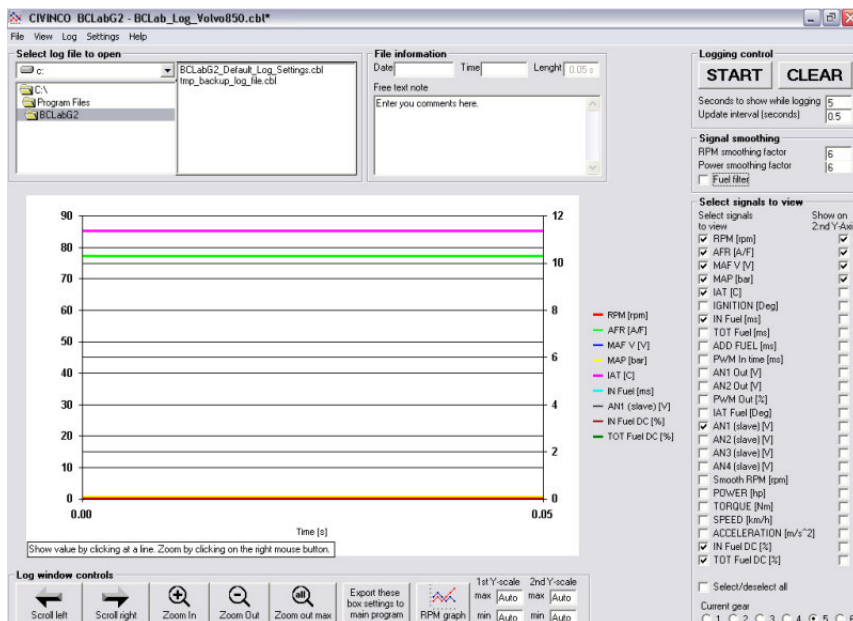 CIVINCO BCLabG2 - BCLab_Log_Volvo850.cbl*
File View Log Settings Help
Select log file to open
c:
C:\
Program Files
BCLabG2
BCLabG2_Default_Log_Settings.cbl
tmp_backup_log_file.cbl
File information
Date Time Lenght 0.05 s
Free text note
Enter you comments here.
Logging control
START CLEAR
Seconds to show while logging 5
Update interval (seconds) 0.5
Signal smoothing
RPM smoothing factor 6
Power smoothing factor 6
Fuel filter
90
80
70
60
50
40
30
20
10
0
12
10
8
6
4
2
0
0.00 0.05
Time [s]
Show value by clicking at a line. Zoom by clicking on the right mouse button.
RPM [rpm]
AFR [A/F]
MAF V [V]
MAP [bar]
IAT [C]
IN Fuel [ms]
AN1 (slave) [V]
IN Fuel DC [%]
TOT Fuel DC [%]
Select signals to view
Select signals Show on
to view 2:nd Y-Axi
RPM [rpm]
AFR [A/F]
MAF V [V]
MAP [bar]
IAT [C]
IGNITION [Deg]
IN Fuel [ms]
TOT Fuel [ms]
ADD FUEL [ms]
PWM In time [ms]
AN1 Out [V]
AN2 Out [V]
PWM Out [%]
IAT Fuel [Deg]
AN1 (slave) [V]
AN2 (slave) [V]
AN3 (slave) [V]
AN4 (slave) [V]
Smooth RPM [rpm]
POWER [hp]
TORQUE [Nm]
SPEED [km/h]
ACCELERATION [m/s^2]
IN Fuel DC [%]
TOT Fuel DC [%]
Select/deselect all
Current gear
1 2 3 4 5 6
Log window controls
Scroll left
Scroll right
Zoom In
Zoom Out
all
Zoom out max
Export these
box settings to
main program
RPM graph
1st Y-scale 2nd Y-scale
max Auto max Auto
min Auto min Auto